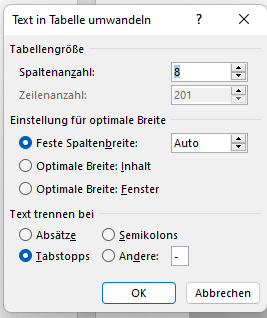 Text in Tabelle umwandeln
Tabellengröße
Spaltenanzahl: 8
Zeilenanzahl: 201
Einstellung für optimale Breite
Feste Spaltenbreite: Auto
Optimale Breite: Inhalt
Optimale Breite: Fenster
Text trennen bei
Absätze Semikolons
Tabstopps Andere: -
OK Abbrechen